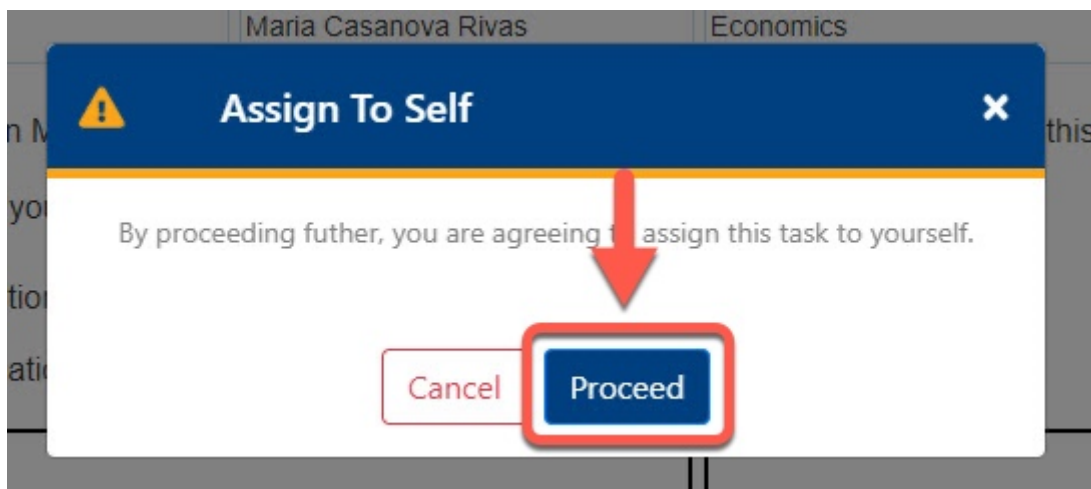 Maria Casanova Rivas Economics
Assign To Self
this
By proceeding futher, you are agreeing assign this task to yourself.
Cancel Proceed